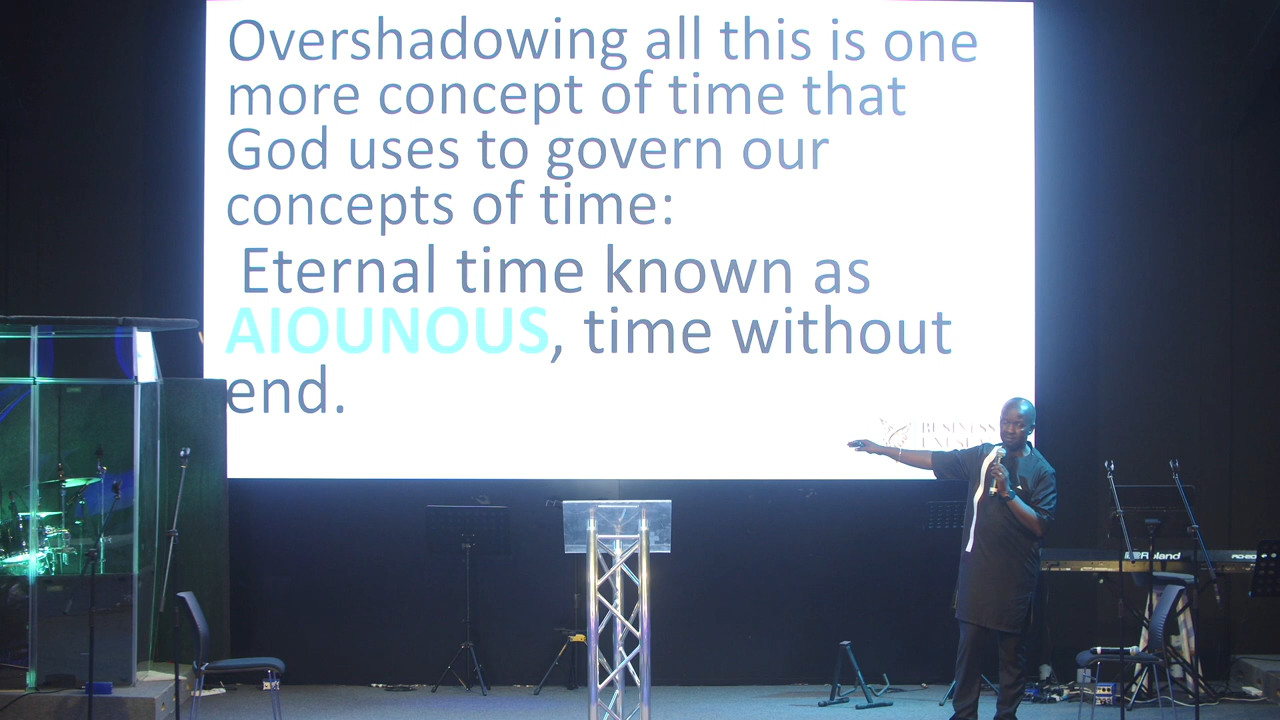 Overshadowing all this is one
more concept of time that
God uses to govern our
concepts of time:
Eternal time known as
AIOUNOUS, time without
end.
BUSINESS
Roland